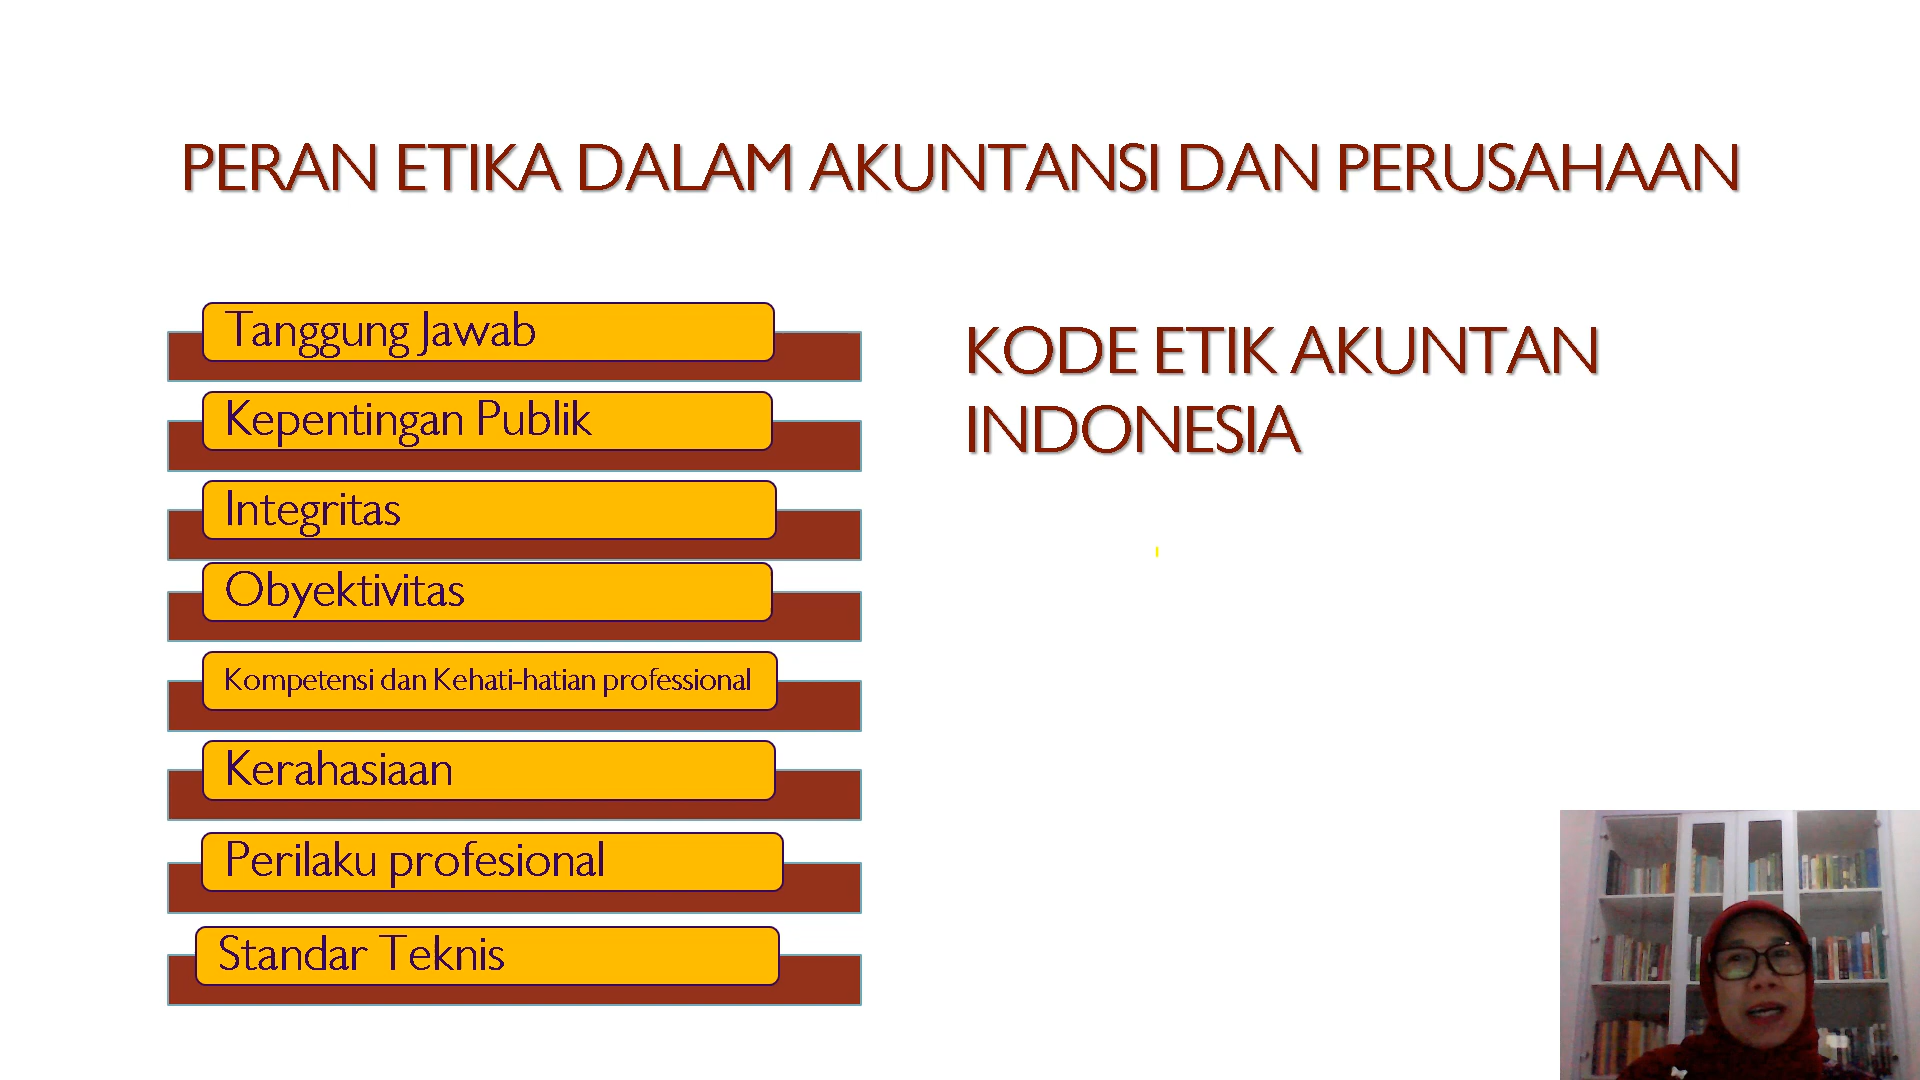 PERAN ETIKA DALAM AKUNTANSI DAN PERUSAHAAN
Tanggung Jawab
Kepentingan Publik
Integritas
Obyektivitas
Kompetensi dan Kehati-hatian professional
Kerahasiaan
Perilaku profesional
Standar Teknis
KODE ETIK AKUNTAN
INDONESIA